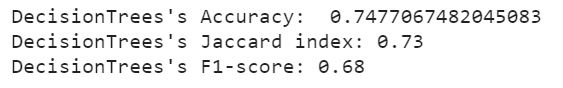 DecisionTrees's Accuracy:  0.7477067482045083
DecisionTrees's Jaccard index: 0.73
DecisionTrees's F1-score: 0.68